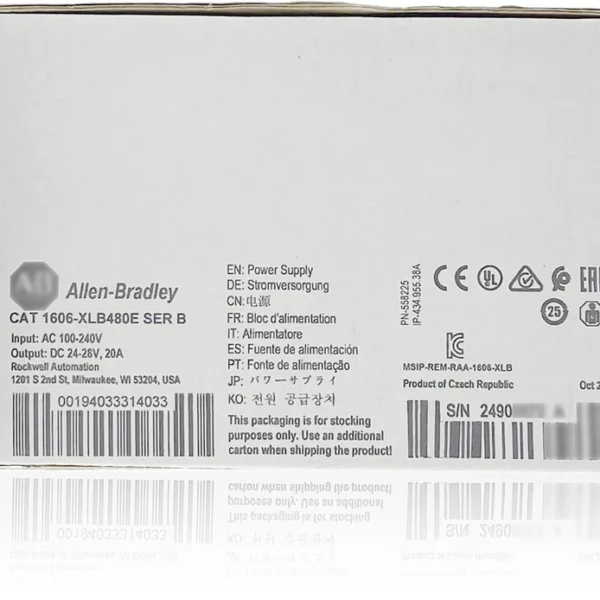 Allen-Bradley
CAT 1606-XLB480E SER B
Input: AC 100-240V
Output: DC 24-28V, 20A
Rockwell Automation
1201 S 2nd St, Milwaukee, WI 53204, USA
00194033314033
EN: Power Supply
DE: Stromversorgung
CN:电源
FR: Bloc d'alimentation
IT: Alimentatore
ES: Fuente de alimentación
PT: Fonte de alimentação
JP: パワーサプライ
KO: 전원 공급장치
This packaging is for stocking
purposes only. Use an additional
carton when shipping the product!
PN-558225
IP-434.955.38A
CE
UL
25
MSIP-REM-RAA-1606-XLB
Product of Czech Republic
Oct 2
S/N 2490